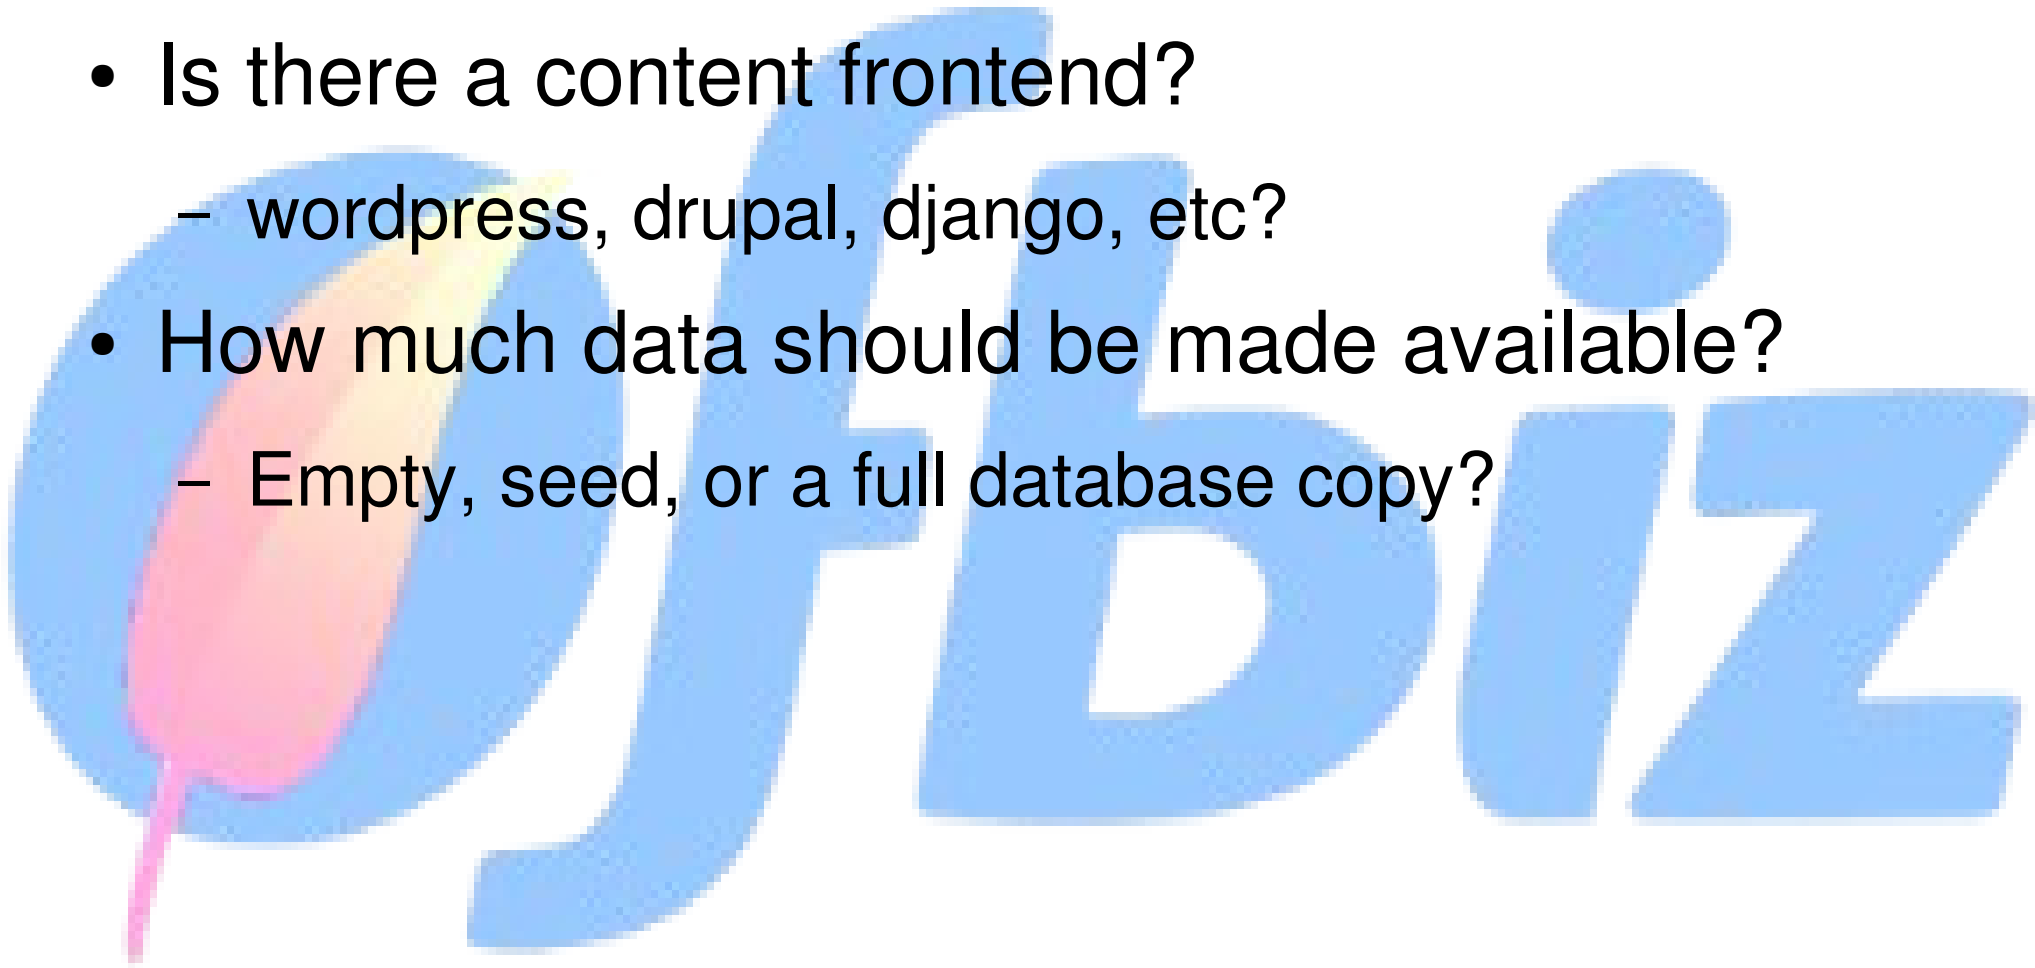 • Is there a content frontend?
– wordpress, drupal, django, etc?
• How much data should be made available?
– Empty, seed, or a full database copy?
Ofbiz